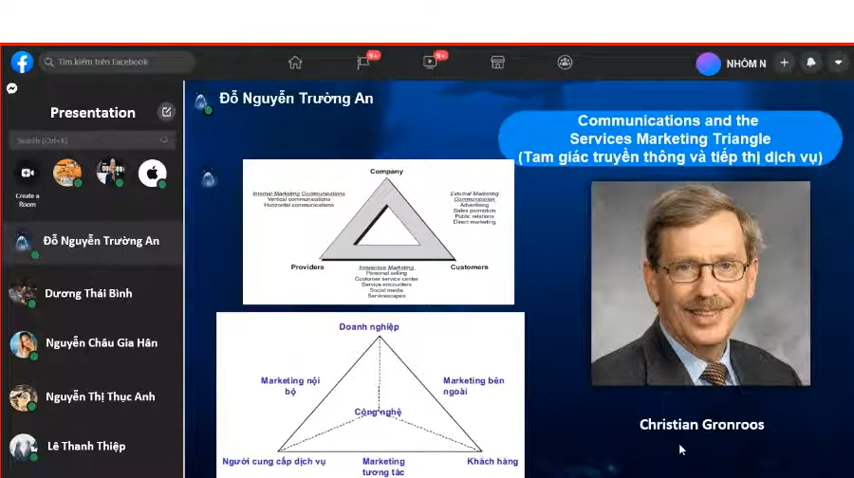 Tìm kiếm trên Facebook
9+
9+
NHÓM N
Presentation
Search (Ctrl+K)
Create a
Room
Đỗ Nguyễn Trường An
Dương Thái Bình
Nguyễn Châu Gia Hân
Nguyễn Thị Thục Anh
Lê Thanh Thiệp
Đỗ Nguyễn Trường An
Communications and the
Services Marketing Triangle
(Tam giác truyền thông và tiếp thị dịch vụ)
Company
Internal Marketing Communications
Vertical communications
Horizontal communications
External Marketing
Communication
Advertising
Sales promotion
Public relations
Direct marketing
Providers
Interactive Marketing
Personal selling
Customer service center
Service encounters
Social media
Servicescapes
Customers
Doanh nghiệp
Marketing nội
bộ
Marketing bên
ngoài
Công nghệ
Người cung cấp dịch vụ
Marketing
tương tác
Khách hàng
Christian Gronroos